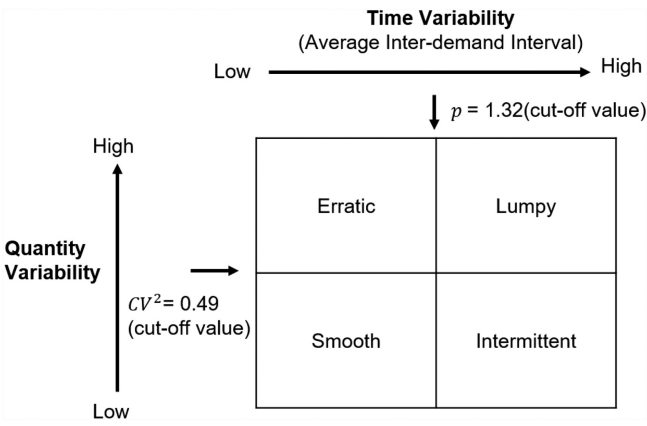 Time Variability
(Average Inter-demand Interval)
Low
High
p = 1.32(cut-off value)
High
Erratic
Lumpy
Quantity
Variability
CV²= 0.49
(cut-off value)
Smooth
Intermittent
Low